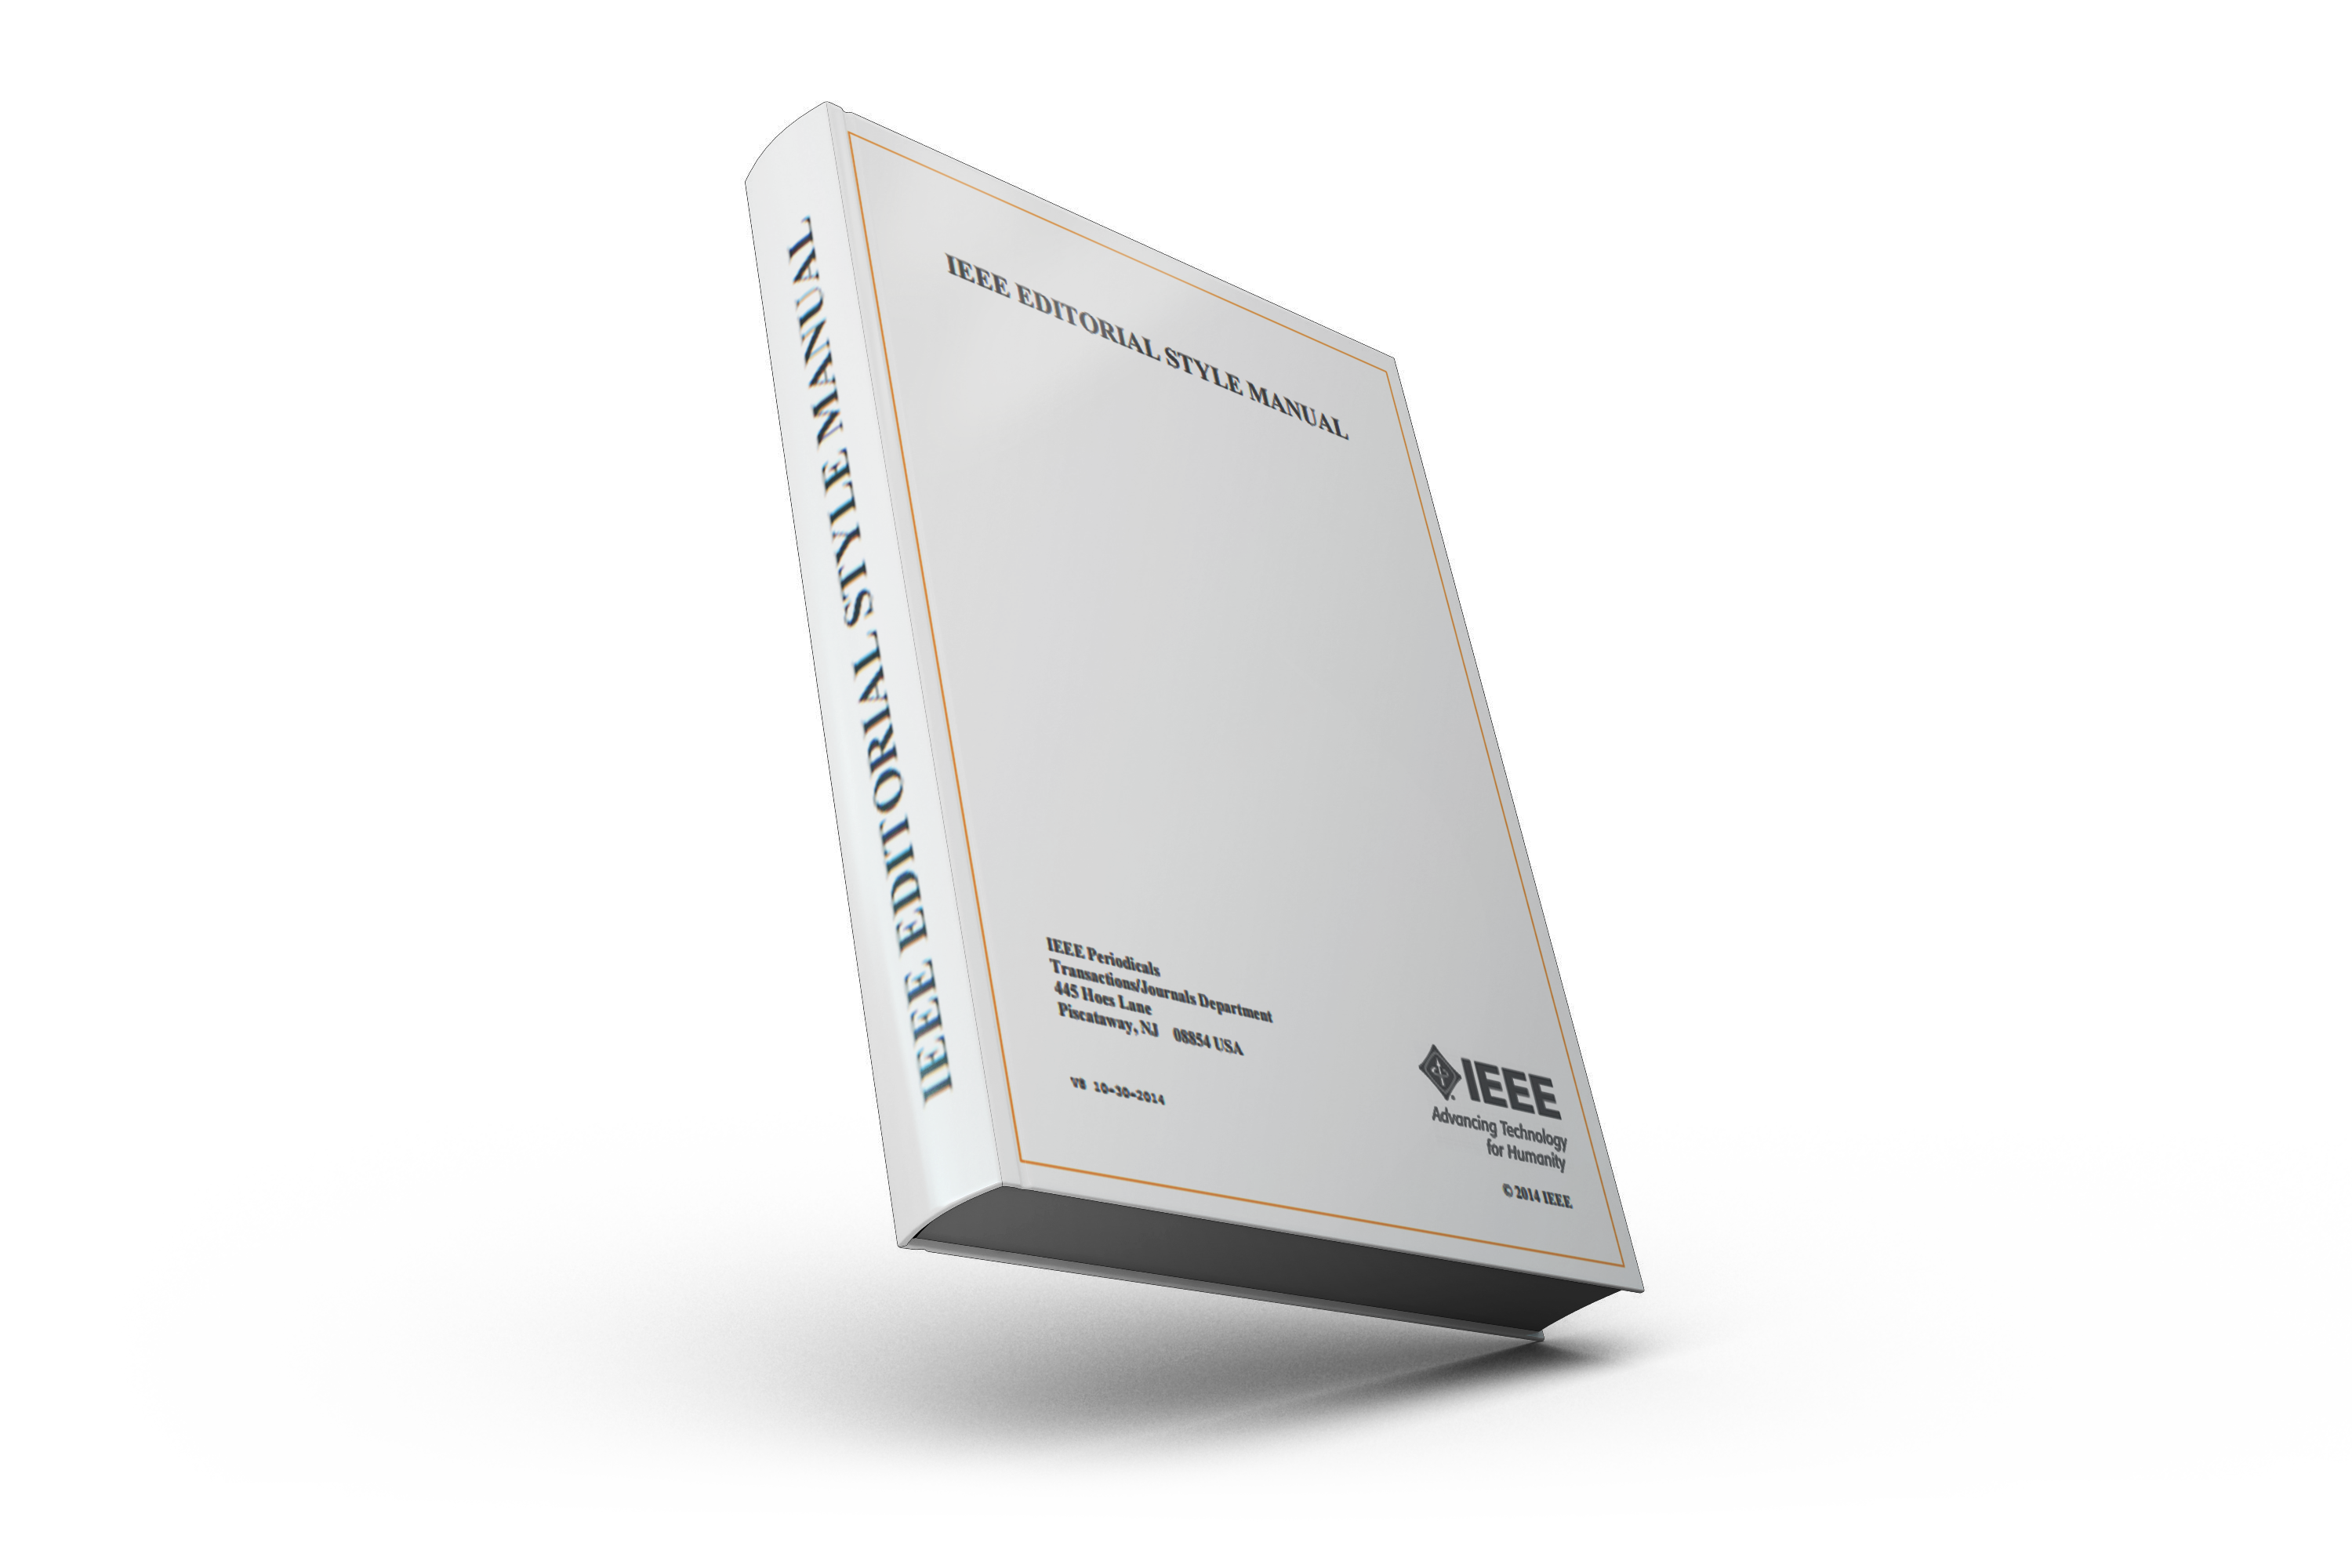 IEEE EDITORIAL STYLE MANUAL
IEEE EDITORIAL STYLE MANUAL
IEEE Periodicals
Transactions/Journals Department
445 Hoes Lane
Piscataway, NJ 08854 USA
V8 10-30-2014
IEEE
Advancing Technology
for Humanity
© 2014 IEEE